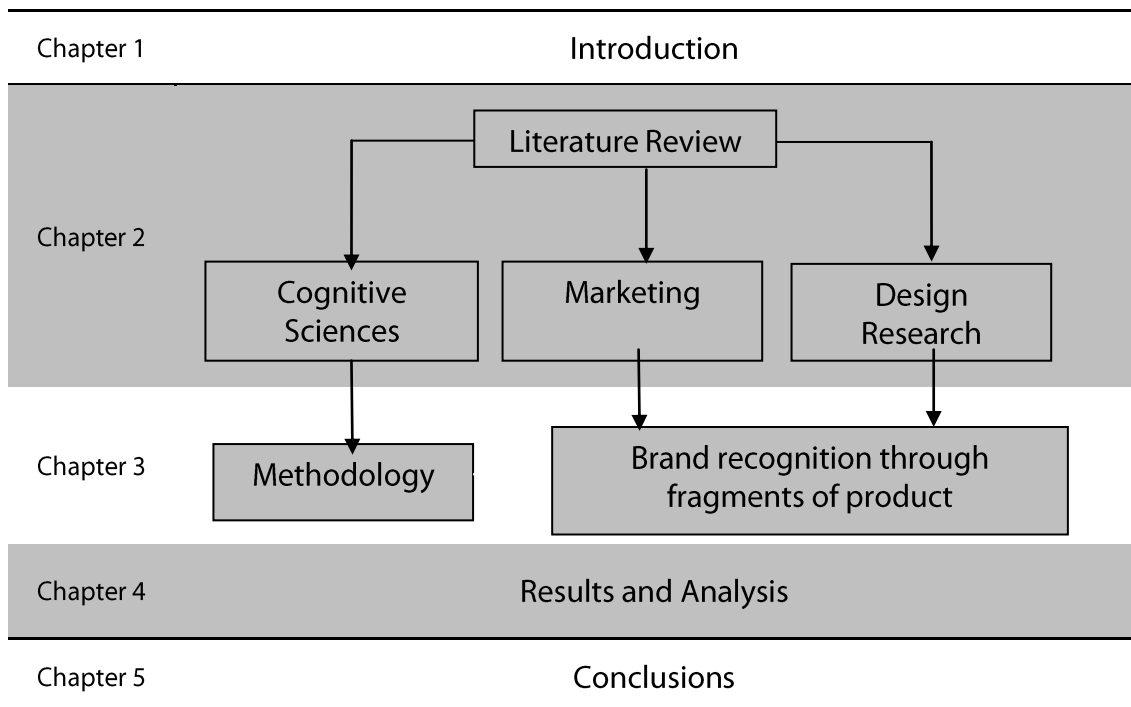 Chapter 1
Introduction
Chapter 2
Literature Review
Cognitive
Sciences
Marketing
Design
Research
Chapter 3
Methodology
Brand recognition through
fragments of product
Chapter 4
Results and Analysis
Chapter 5
Conclusions